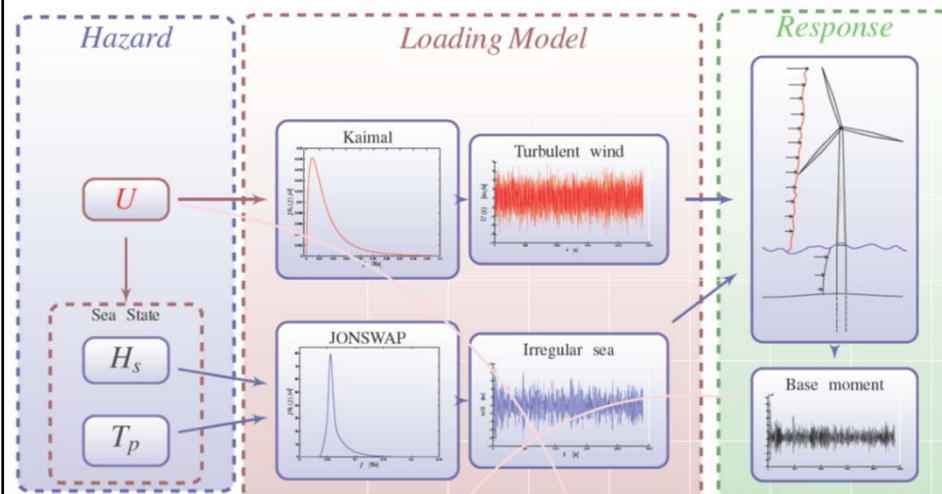 Hazard
Loading Model
Response
Kaimal
Turbulent wind
U
Sea State
H_s
T_p
JONSWAP
Irregular sea
Base moment